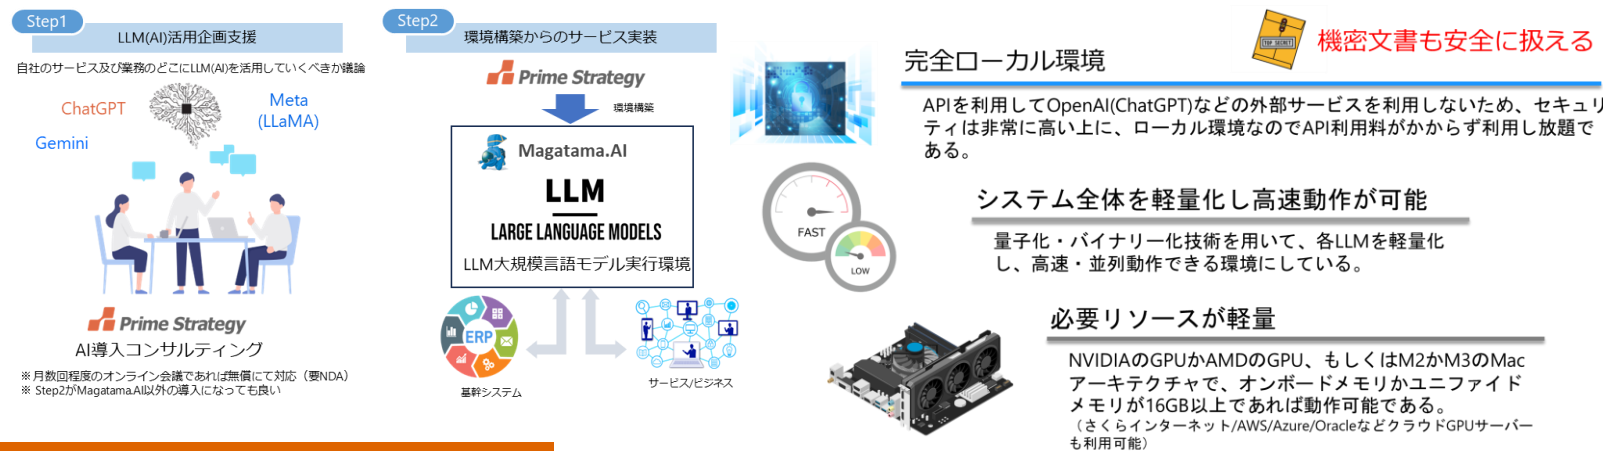 Step1
LLM(AI)活用企画支援
自社のサービス及び業務のどこにLLM(AI)を活用していくべきか議論
ChatGPT
Meta
(LLaMA)
Gemini
Prime Strategy
AI導入コンサルティング
※月数回程度のオンライン会議であれば無償にて対応（要NDA）
※ Step2がMagatama.AI以外の導入になっても良い
Step2
環境構築からのサービス実装
Prime Strategy
環境構築
Magatama.AI
LLM
LARGE LANGUAGE MODELS
LLM大規模言語モデル実行環境
ERP
基幹システム
サービス/ビジネス
TOP SECRET
機密文書も安全に扱える
完全ローカル環境
APIを利用してOpenAI(ChatGPT)などの外部サービスを利用しないため、セキュリ
ティは非常に高い上に、ローカル環境なのでAPI利用料がかからず利用し放題で
ある。
FAST
LOW
システム全体を軽量化し高速動作が可能
量子化・バイナリー化技術を用いて、各LLMを軽量化
し、高速・並列動作できる環境にしている。
必要リソースが軽量
NVIDIAのGPUかAMDのGPU、もしくはM2かM3のMac
アーキテクチャで、オンボードメモリかユニファイド
メモリが16GB以上であれば動作可能である。
（さくらインターネット/AWS/Azure/OracleなどクラウドGPUサーバー
も利用可能）